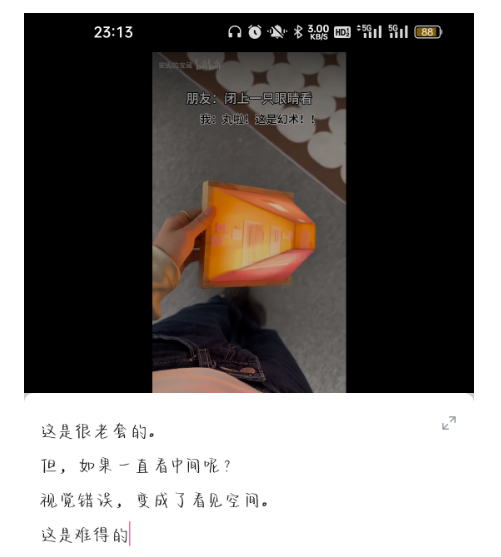 23:13
3.00
KB/S
HD
5G
5G
88
朋友：闭上一只眼睛看
我：丸啦！这是幻术！！
这是很老套的。
但，如果一直看中间呢？
视觉错误，变成了看见空间。
这是难得的